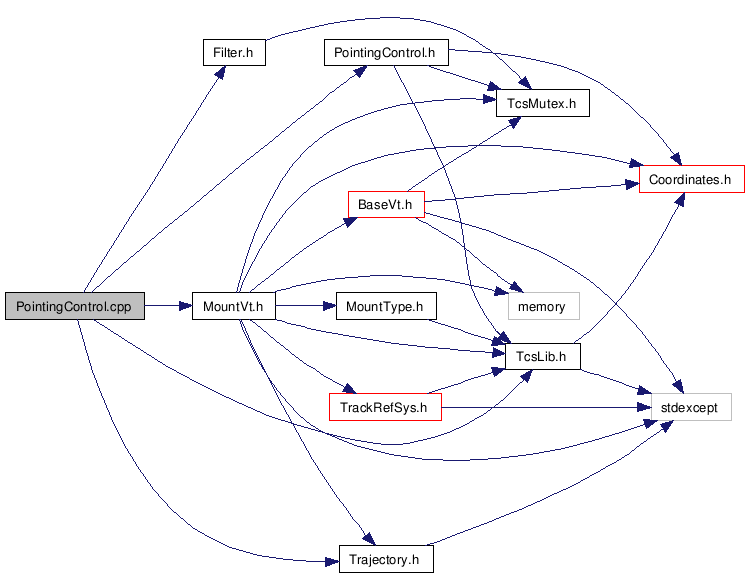 Filter.h
PointingControl.h
TcsMutex.h
Coordinates.h
BaseVt.h
PointingControl.cpp
MountVt.h
MountType.h
memory
TcsLib.h
TrackRefSys.h
stdexcept
Trajectory.h